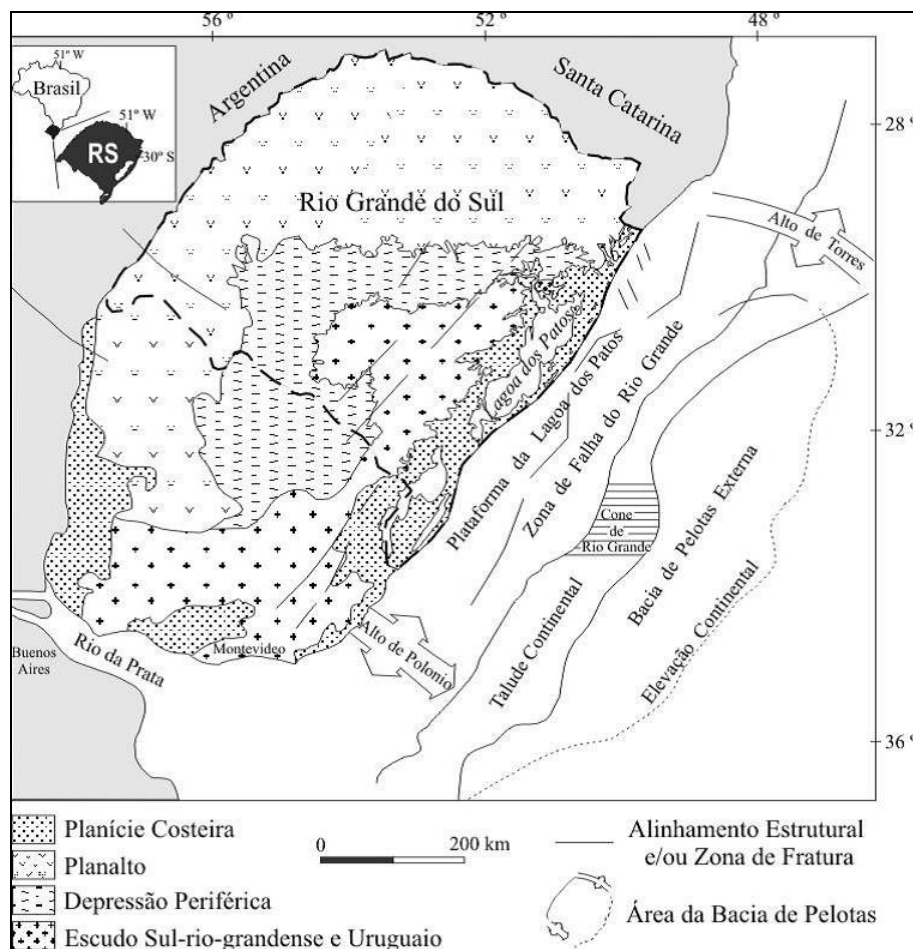 56 º
52 º
48 º
51º W
Brasil
51º W
RS
30º S
Argentina
Santa Catarina
28 º
Rio Grande do Sul
Alto de Torres
Lagoa dos Patos
Plataforma da Lagoa dos Patos
Zona de Falha do Rio Grande
32 º
Cone
de
Rio Grande
Bacia de Pelotas Externa
Talude Continental
Elevação Continental
Alto de Polonio
Montevideo
Buenos
Aires
Rio da Prata
36 º
Planície Costeira
Planalto
Depressão Periférica
Escudo Sul-rio-grandense e Uruguaio
0 200 km
Alinhamento Estrutural
e/ou Zona de Fratura
Área da Bacia de Pelotas